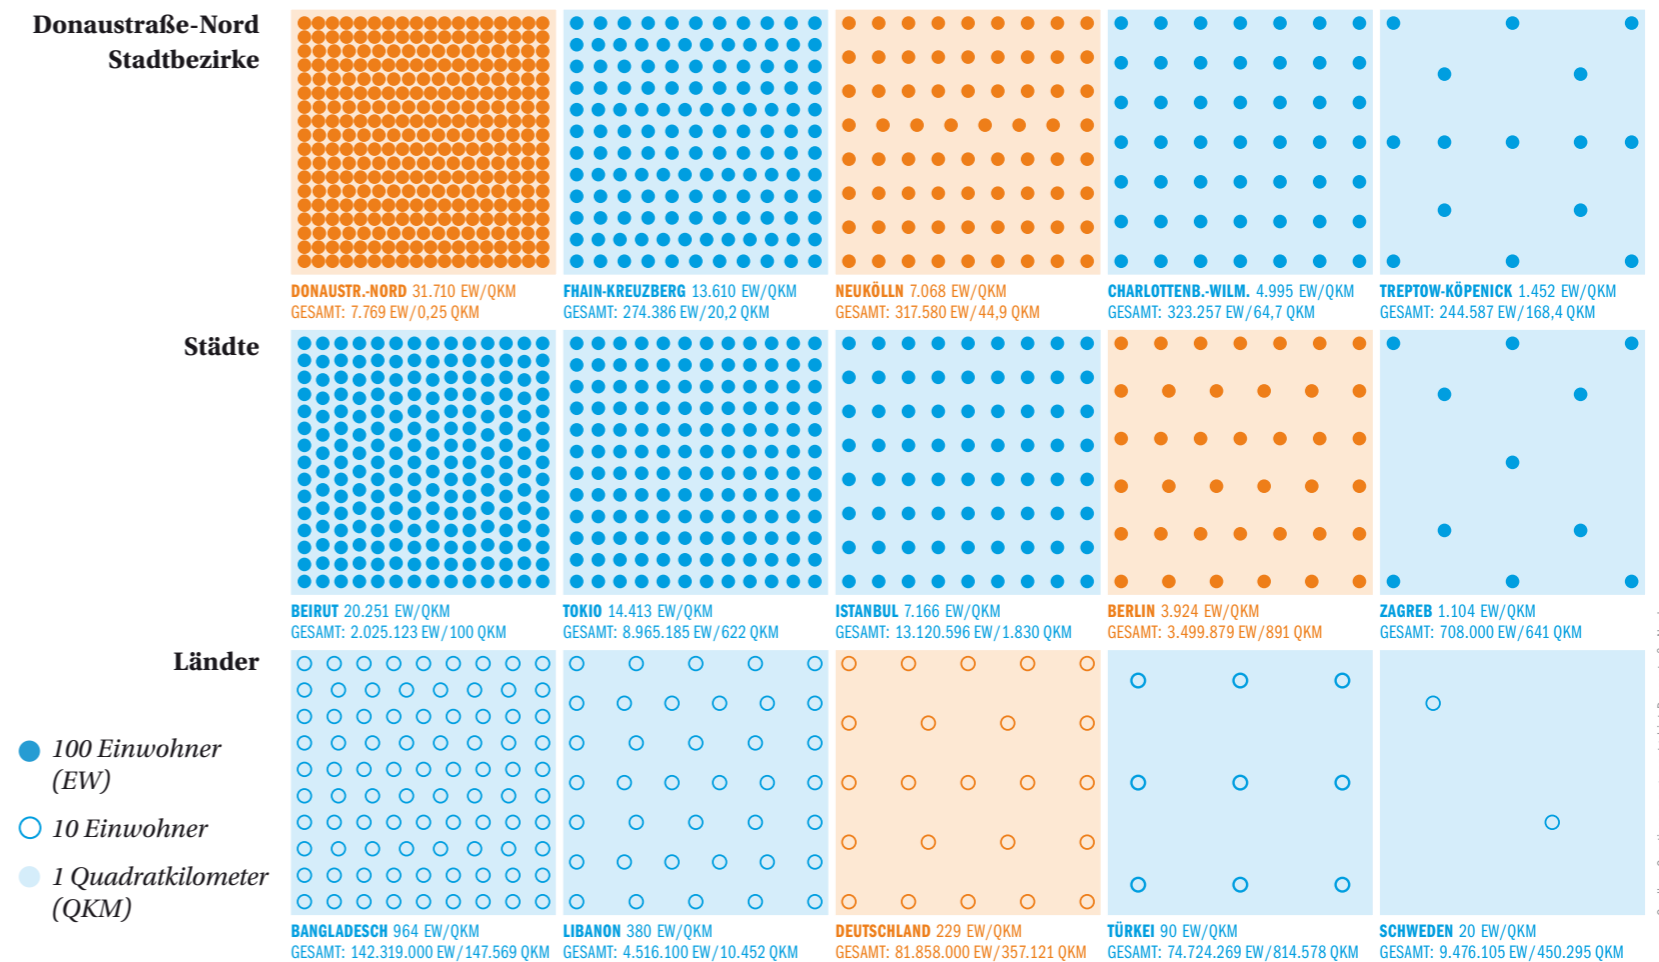 Donaustraße-Nord
Stadtbezirke
DONAUSTR.-NORD 31.710 EW/QKM
GESAMT: 7.769 EW/0,25 QKM
FHAIN-KREUZBERG 13.610 EW/QKM
GESAMT: 274.386 EW/20,2 QKM
NEUKÖLLN 7.068 EW/QKM
GESAMT: 317.580 EW/44,9 QKM
CHARLOTTENB.-WILM. 4.995 EW/QKM
GESAMT: 323.257 EW/64,7 QKM
TREPTOW-KÖPENICK 1.452 EW/QKM
GESAMT: 244.587 EW/168,4 QKM
Städte
BEIRUT 20.251 EW/QKM
GESAMT: 2.025.123 EW/100 QKM
TOKIO 14.413 EW/QKM
GESAMT: 8.965.185 EW/622 QKM
ISTANBUL 7.166 EW/QKM
GESAMT: 13.120.596 EW/1.830 QKM
BERLIN 3.924 EW/QKM
GESAMT: 3.499.879 EW/891 QKM
ZAGREB 1.104 EW/QKM
GESAMT: 708.000 EW/641 QKM
Länder
BANGLADESCH 964 EW/QKM
GESAMT: 142.319.000 EW/147.569 QKM
LIBANON 380 EW/QKM
GESAMT: 4.516.100 EW/10.452 QKM
DEUTSCHLAND 229 EW/QKM
GESAMT: 81.858.000 EW/357.121 QKM
TÜRKEI 90 EW/QKM
GESAMT: 74.724.269 EW/814.578 QKM
SCHWEDEN 20 EW/QKM
GESAMT: 9.476.105 EW/450.295 QKM
100 Einwohner
(EW)
10 Einwohner
1 Quadratkilometer
(QKM)